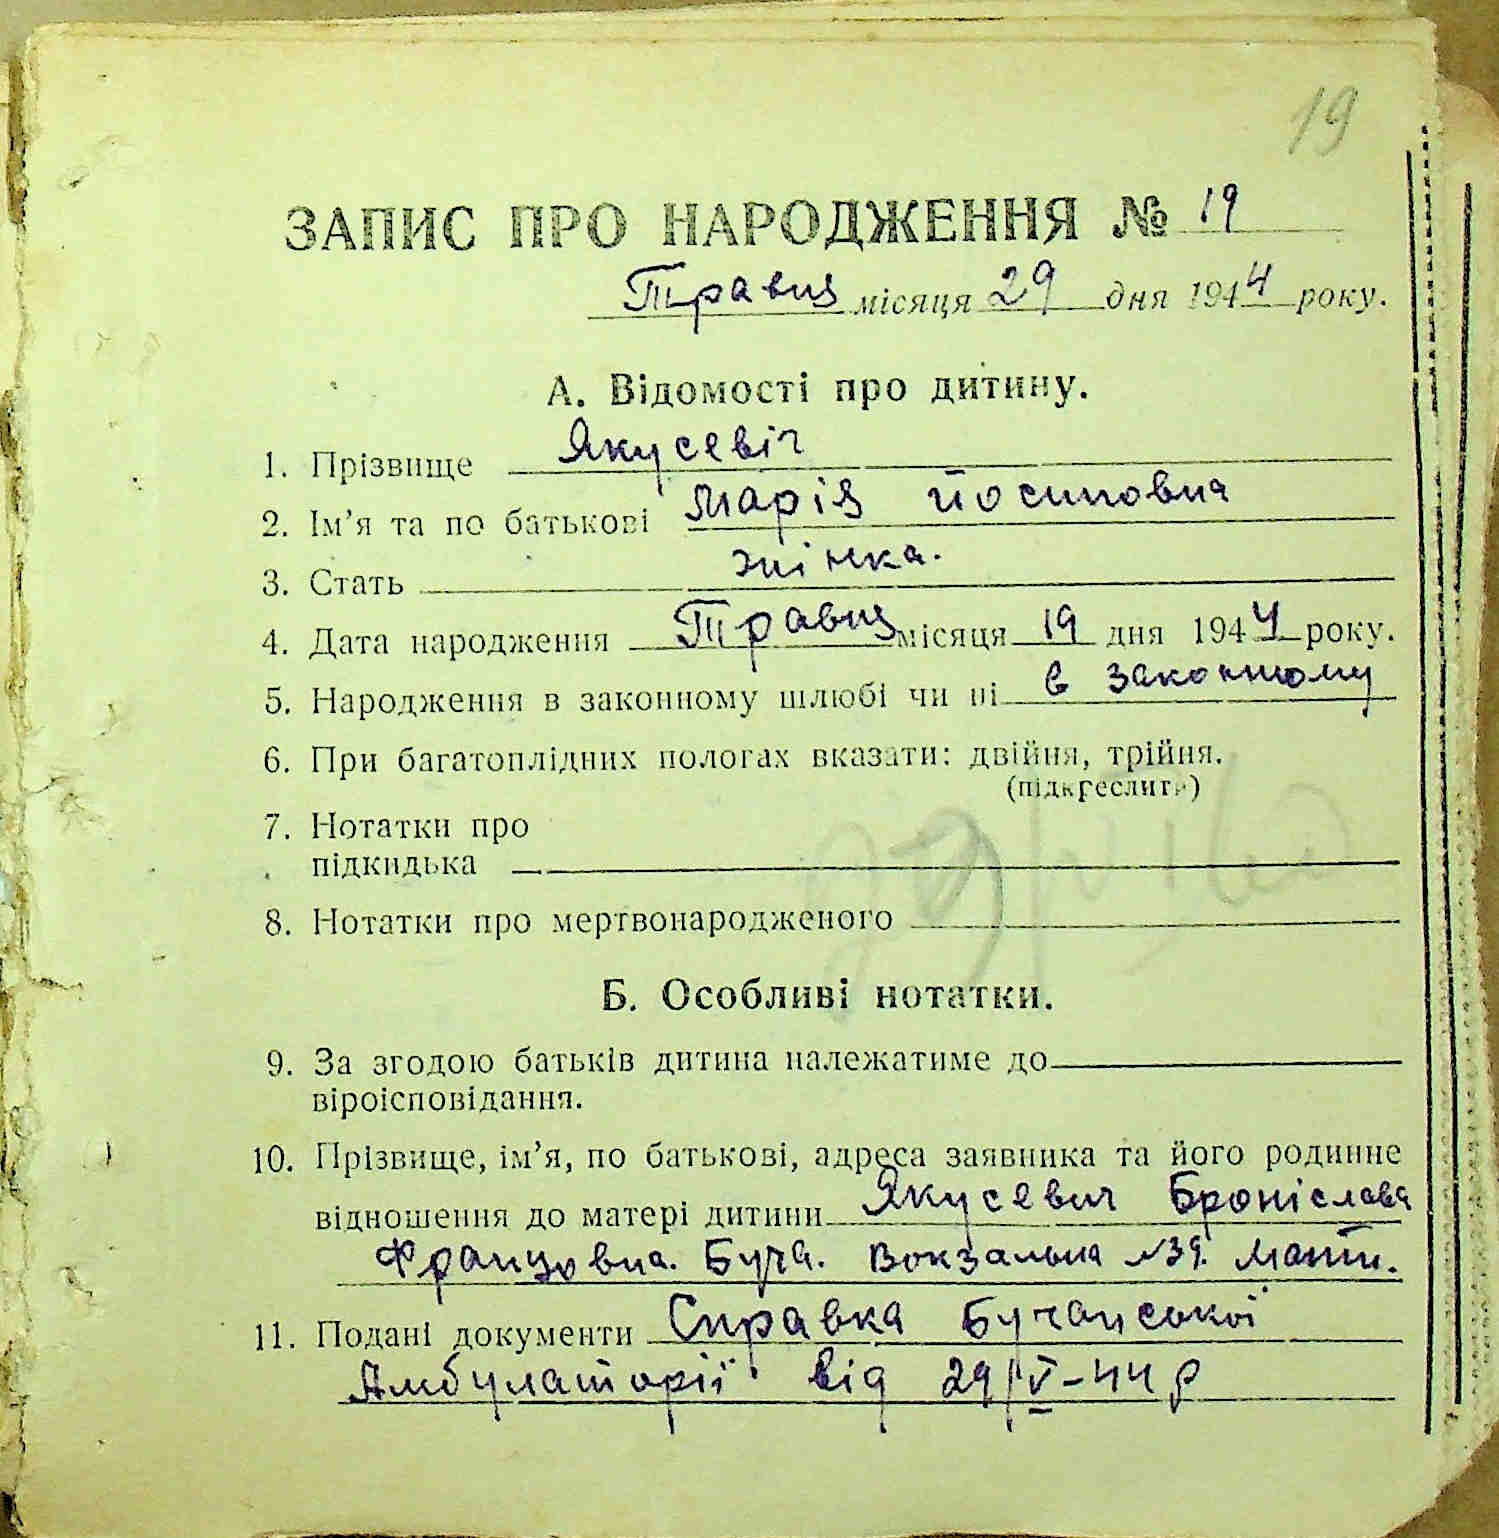 19
ЗАПИС ПРО НАРОДЖЕННЯ № 19
Травня місяця 29 дня 1944 року.
А. Відомості про дитину.
1. Прізвище Якусевіч
2. Ім’я та по батькові Марія Йосиповна
3. Стать жінка.
4. Дата народження Травня місяця 19 дня 1944 року.
5. Народження в законному шлюбі чи ні в законному
6. При багатоплідних пологах вказати: двійня, трійня.
(підкреслити)
7. Нотатки про
підкидька
8. Нотатки про мертвонародженого
Б. Особливі нотатки.
9. За згодою батьків дитина належатиме до
віроісповідання.
10. Прізвище, ім’я, по батькові, адреса заявника та його родинне
відношення до матері дитини Якусевич Броніслава
Французовна. Буча. Вокзальна №39. Мати.
11. Подані документи Справка Бучанської
Амбулаторії від 29/V-44 р